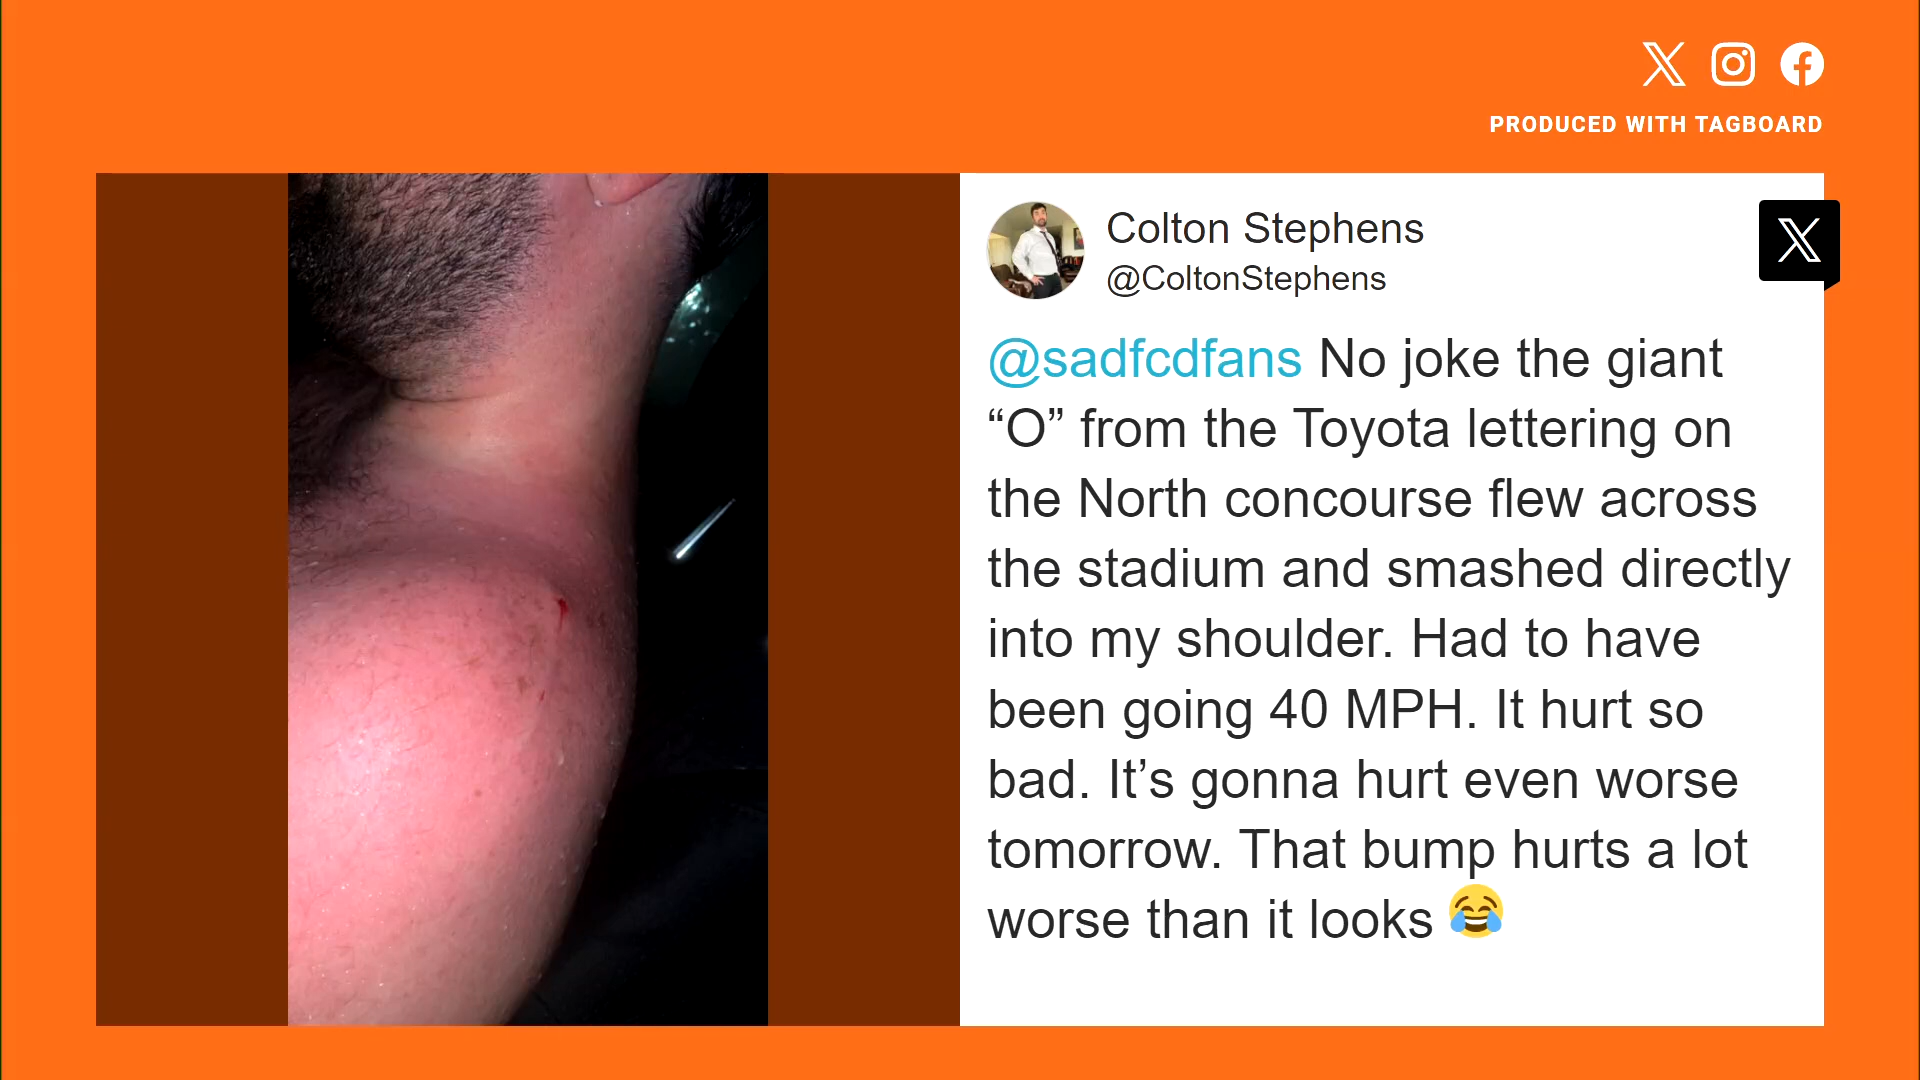 PRODUCED WITH TAGBOARD
Colton Stephens
@ColtonStephens
@sadfcdfans No joke the giant
“O” from the Toyota lettering on
the North concourse flew across
the stadium and smashed directly
into my shoulder. Had to have
been going 40 MPH. It hurt so
bad. It’s gonna hurt even worse
tomorrow. That bump hurts a lot
worse than it looks 😂